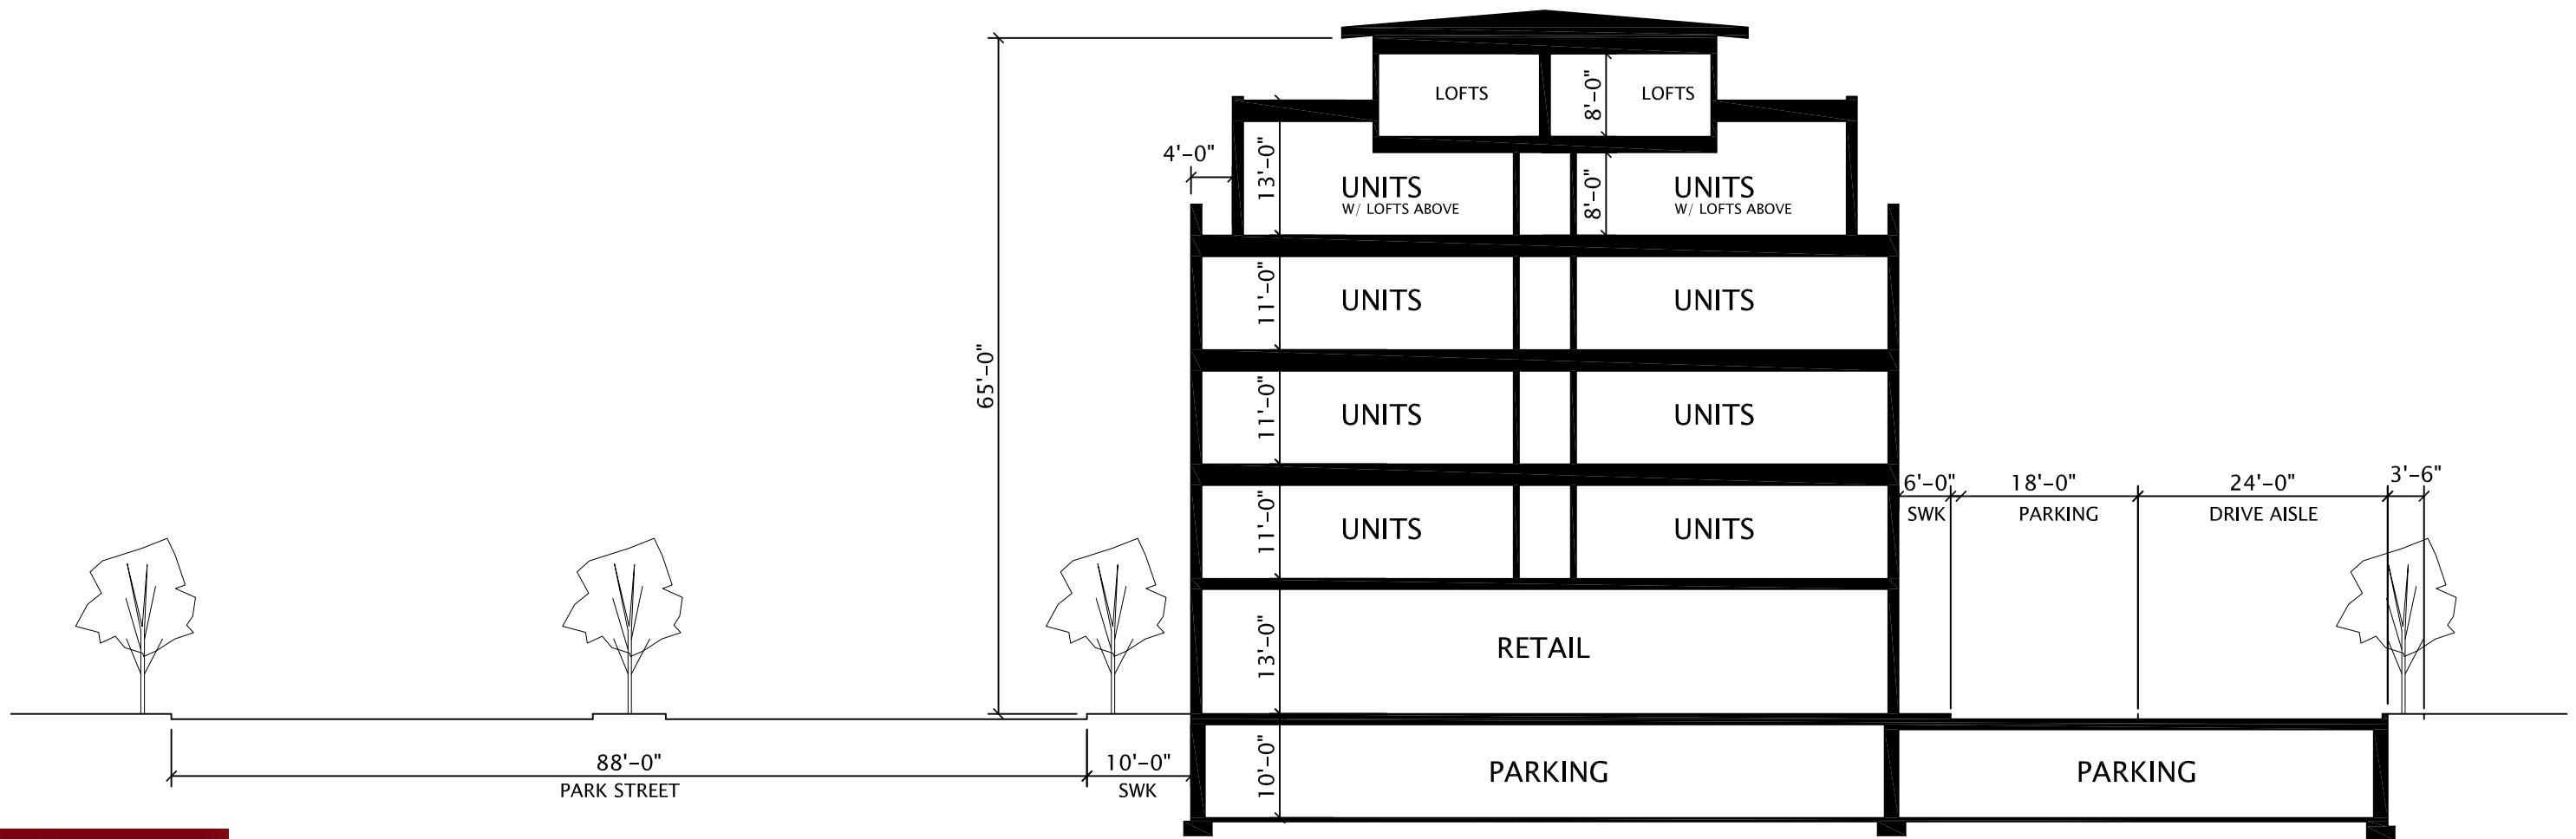 LOFTS
LOFTS
8'-0"
4'-0"
13'-0"
UNITS
W/ LOFTS ABOVE
8'-0"
UNITS
W/ LOFTS ABOVE
11'-0"
UNITS
UNITS
65'-0"
11'-0"
UNITS
UNITS
11'-0"
UNITS
UNITS
6'-0"
SWK
18'-0"
PARKING
24'-0"
DRIVE AISLE
3'-6"
13'-0"
RETAIL
88'-0"
PARK STREET
10'-0"
SWK
10'-0"
PARKING
PARKING